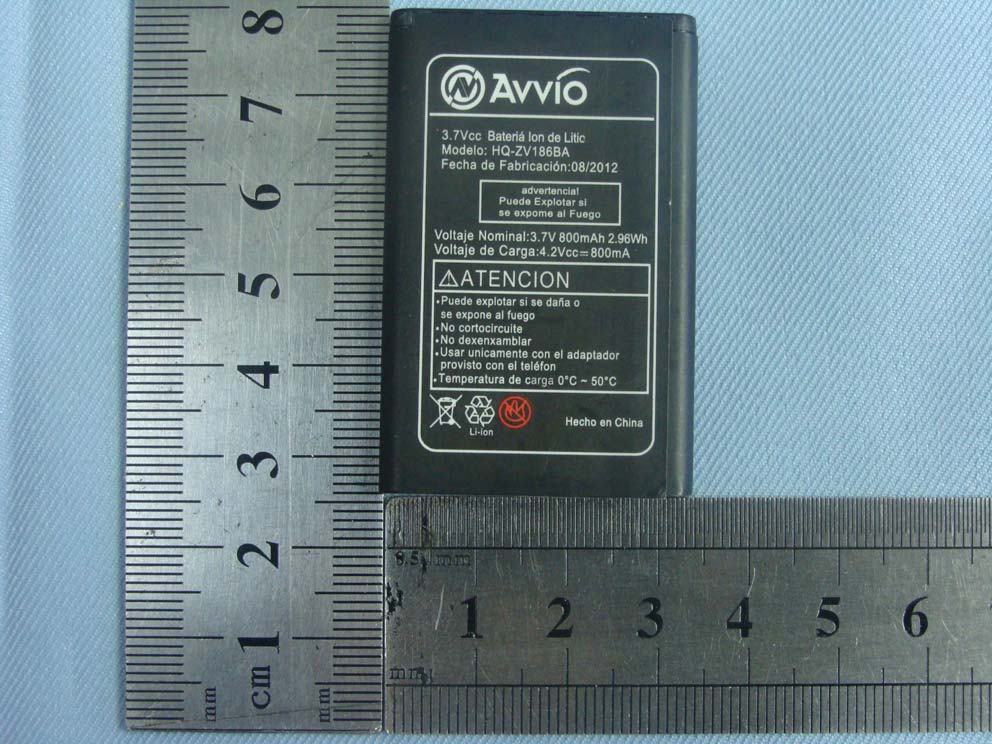 AVVIO
3.7Vcc Bateriá Ion de Litic
Modelo: HQ-ZV186BA
Fecha de Fabricación:08/2012
advertencia!
Puede Explotar si
se expome al Fuego
Voltaje Nominal:3.7V 800mAh 2.96Wh
Voltaje de Carga:4.2Vcc⎓800mA
ATENCION
•Puede explotar si se daña o
se expone al fuego
•No cortocircuite
•No dexenxamblar
•Usar unicamente con el adaptador
provisto con el teléfon
•Temperatura de carga 0°C ~ 50°C
Li-ion
Hecho en China
8
7
6
5
4
3
2
1
cm
mm
mm
8.5
mm
1 2 3 4 5 6
mm